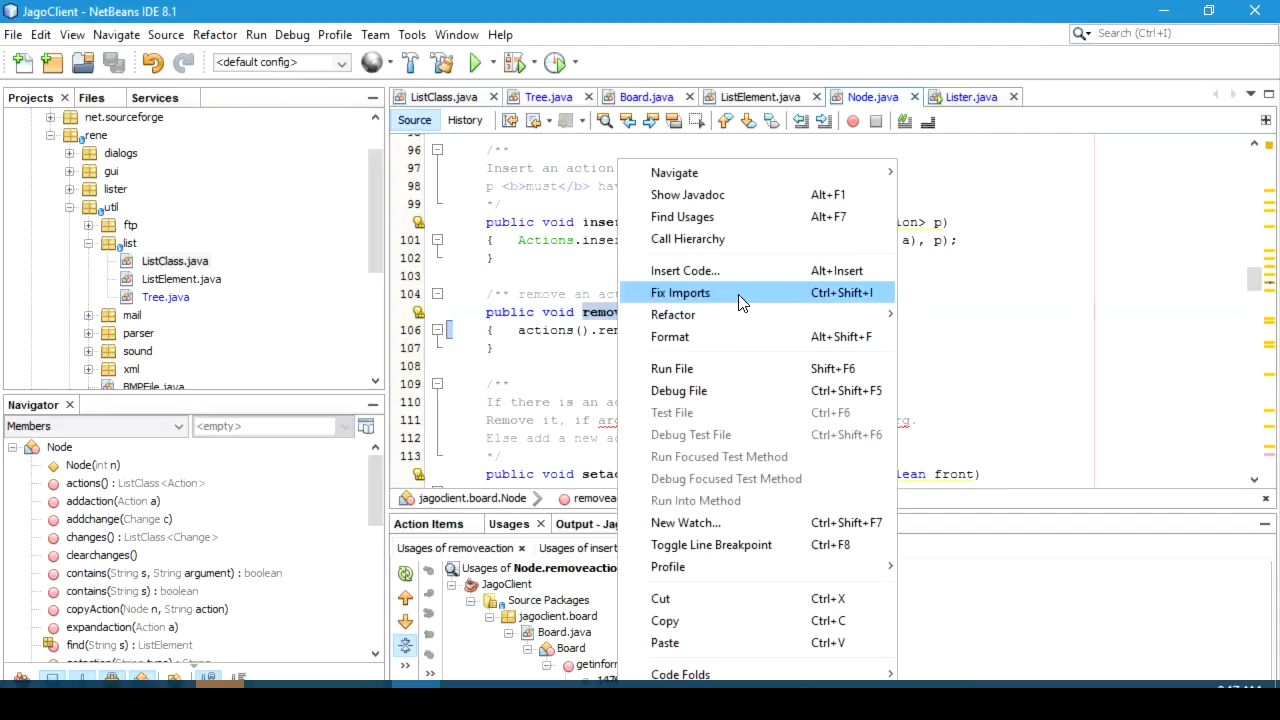 JagoClient - NetBeans IDE 8.1
File Edit View Navigate Source Refactor Run Debug Profile Team Tools Window Help
Search (Ctrl+I)
<default config>
Projects Files Services
net.sourceforge
rene
dialogs
gui
lister
util
ftp
list
ListClass.java
ListElement.java
Tree.java
mail
parser
sound
xml
BMPFile.java
Navigator
Members <empty>
Node
Node(int n)
actions() : ListClass<Action>
addaction(Action a)
addchange(Change c)
changes() : ListClass<Change>
clearchanges()
contains(String s, String argument) : boolean
contains(String s) : boolean
copyAction(Node n, String action)
expandaction(Action a)
find(String s) : ListElement
ListClass.java Tree.java Board.java ListElement.java Node.java Lister.java
Source History
96 /**
97 Insert an action
98 p <b>must</b> hav
99 */
public void inser ion> p)
101 { Actions.inser a), p);
102 }
103
104 /** remove an act
public void remov
106 { actions().rem
107 }
108
109 /**
110 If there is an ac
111 Remove it, if arg g.
112 Else add a new ac
113 */
public void setac lean front)
jagoclient.board.Node removea
Navigate
Show Javadoc Alt+F1
Find Usages Alt+F7
Call Hierarchy
Insert Code... Alt+Insert
Fix Imports Ctrl+Shift+I
Refactor
Format Alt+Shift+F
Run File Shift+F6
Debug File Ctrl+Shift+F5
Test File Ctrl+F6
Debug Test File Ctrl+Shift+F6
Run Focused Test Method
Debug Focused Test Method
Run Into Method
New Watch... Ctrl+Shift+F7
Toggle Line Breakpoint Ctrl+F8
Profile
Cut Ctrl+X
Copy Ctrl+C
Paste Ctrl+V
Code Folds
Action Items Usages Output - Jag
Usages of removeaction Usages of insert
Usages of Node.removeaction
JagoClient
Source Packages
jagoclient.board
Board.java
Board
getinform